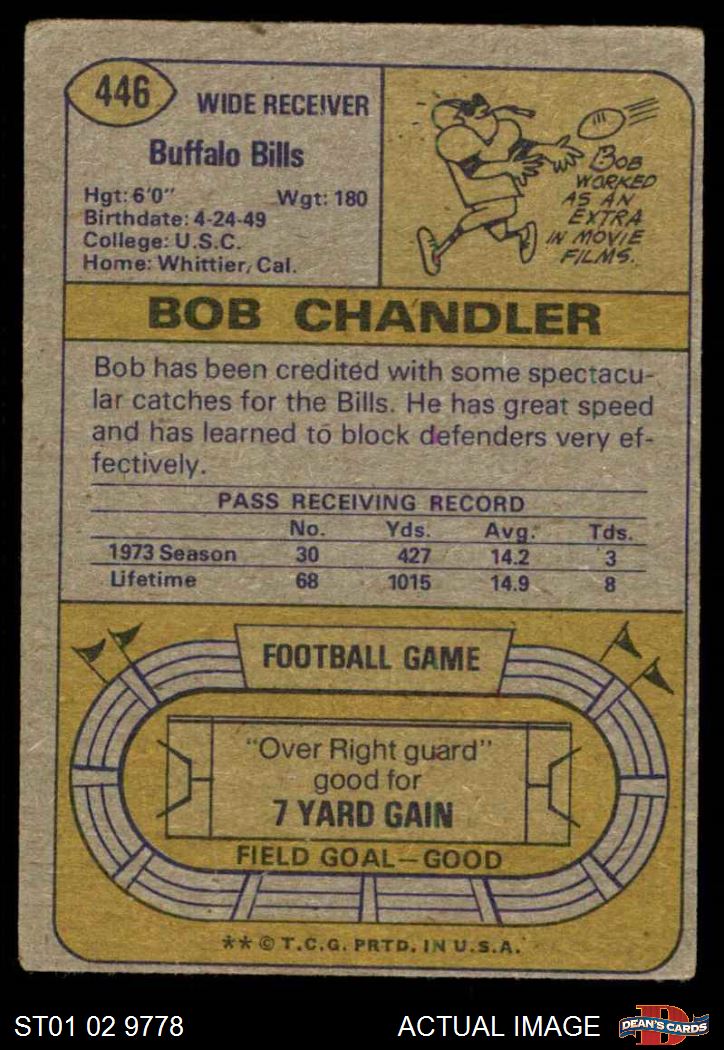 446
WIDE RECEIVER
Buffalo Bills
Hgt: 6'0" Wgt: 180
Birthdate: 4-24-49
College: U.S.C.
Home: Whittier, Cal.
BOB
WORKED
AS AN
EXTRA
IN MOVIE
FILMS.
BOB CHANDLER
Bob has been credited with some spectacu-
lar catches for the Bills. He has great speed
and has learned to block defenders very ef-
fectively.
PASS RECEIVING RECORD
No. Yds. Avg. Tds.
1973 Season 30 427 14.2 3
Lifetime 68 1015 14.9 8
FOOTBALL GAME
"Over Right guard"
good for
7 YARD GAIN
FIELD GOAL—GOOD
** © T.C.G. PRTD. IN U.S.A.
ST01 02 9778
ACTUAL IMAGE
D
DEAN'S CARDS